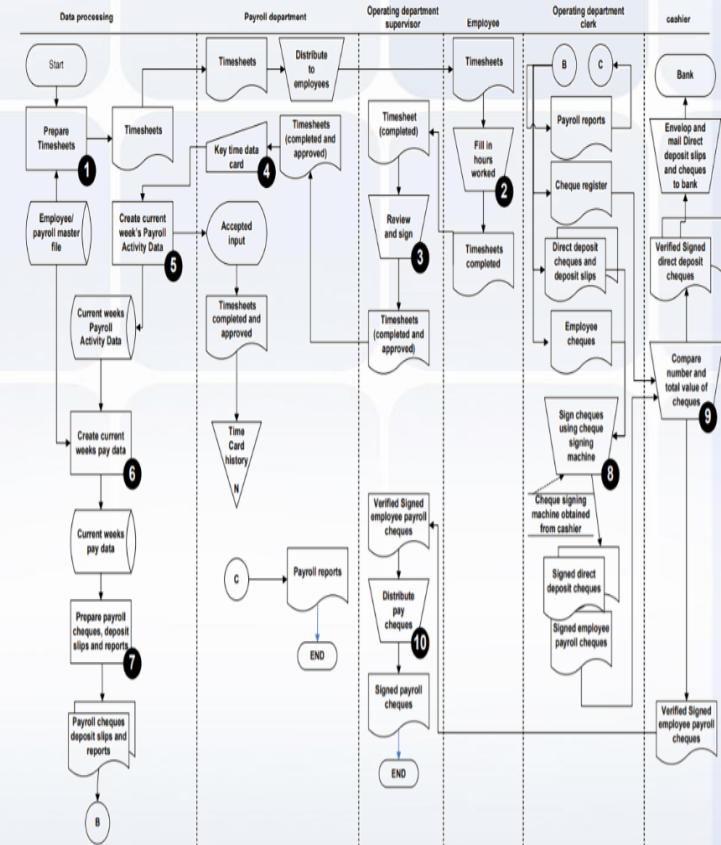 Data processing
Payroll department
Operating department
supervisor
Employee
Operating department
clerk
cashier
Start
Prepare
Timesheets
1
Timesheets
Employee/
payroll master
file
Create current
week's Payroll
Activity Data
5
Current weeks
Payroll
Activity Data
Create current
weeks pay data
6
Current weeks
pay data
Prepare payroll
cheques, deposit
slips and reports
7
Payroll cheques
deposit slips and
reports
B
Timesheets
Distribute
to
employees
Key time data
card
4
Timesheets
(completed and
approved)
Accepted
input
Timesheets
completed and
approved
Time
Card
history
N
C
Payroll reports
END
Timesheet
(completed)
Review
and sign
3
Timesheets
(completed and
approved)
Verified Signed
employee payroll
cheques
Distribute
pay
cheques
10
Signed payroll
cheques
END
Timesheets
Fill in
hours
worked
2
Timesheets
completed
B
C
Payroll reports
Cheque register
Direct deposit
cheques and
deposit slips
Employee
cheques
Sign cheques
using cheque
signing
machine
8
Cheque signing
machine obtained
from cashier
Signed direct
deposit cheques
Signed employee
payroll cheques
Bank
Envelop and
mail Direct
deposit slips
and cheques
to bank
Verified Signed
direct deposit
cheques
Compare
number and
total value of
cheques
9
Verified Signed
employee payroll
cheques